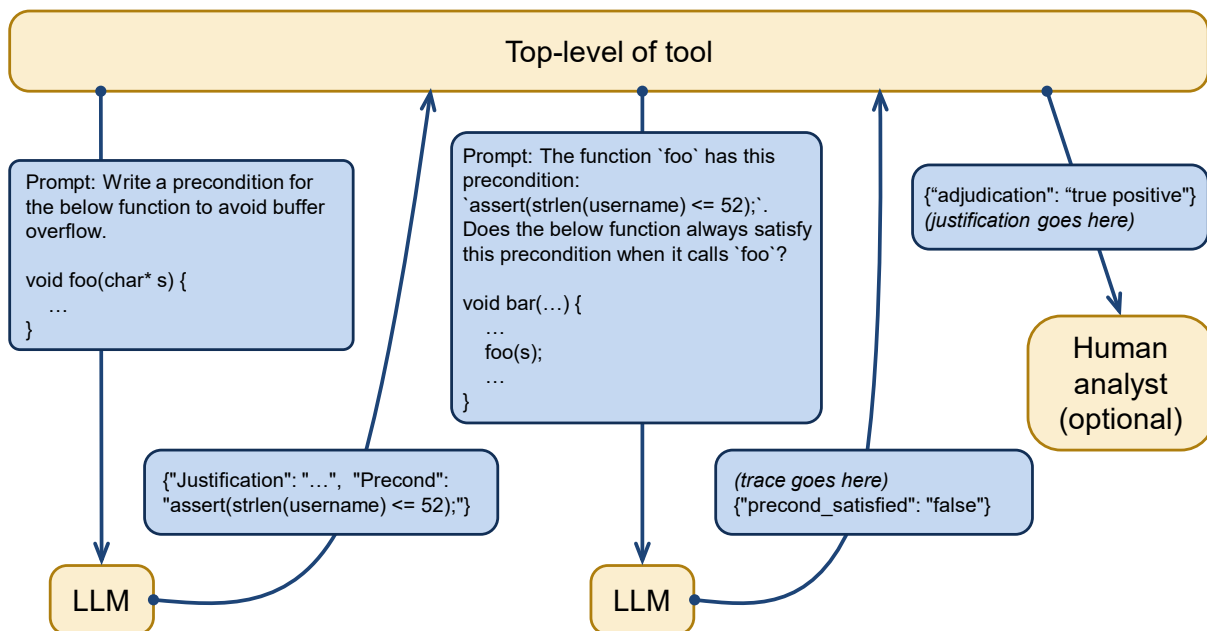 Top-level of tool
Prompt: Write a precondition for
the below function to avoid buffer
overflow.
void foo(char* s) {
…
}
{"Justification": "…", "Precond":
"assert(strlen(username) <= 52);"}
LLM
Prompt: The function `foo` has this
precondition:
`assert(strlen(username) <= 52);`.
Does the below function always satisfy
this precondition when it calls `foo`?
void bar(…) {
…
foo(s);
…
}
(trace goes here)
{"precond_satisfied": "false"}
LLM
{“adjudication": “true positive"}
(justification goes here)
Human
analyst
(optional)